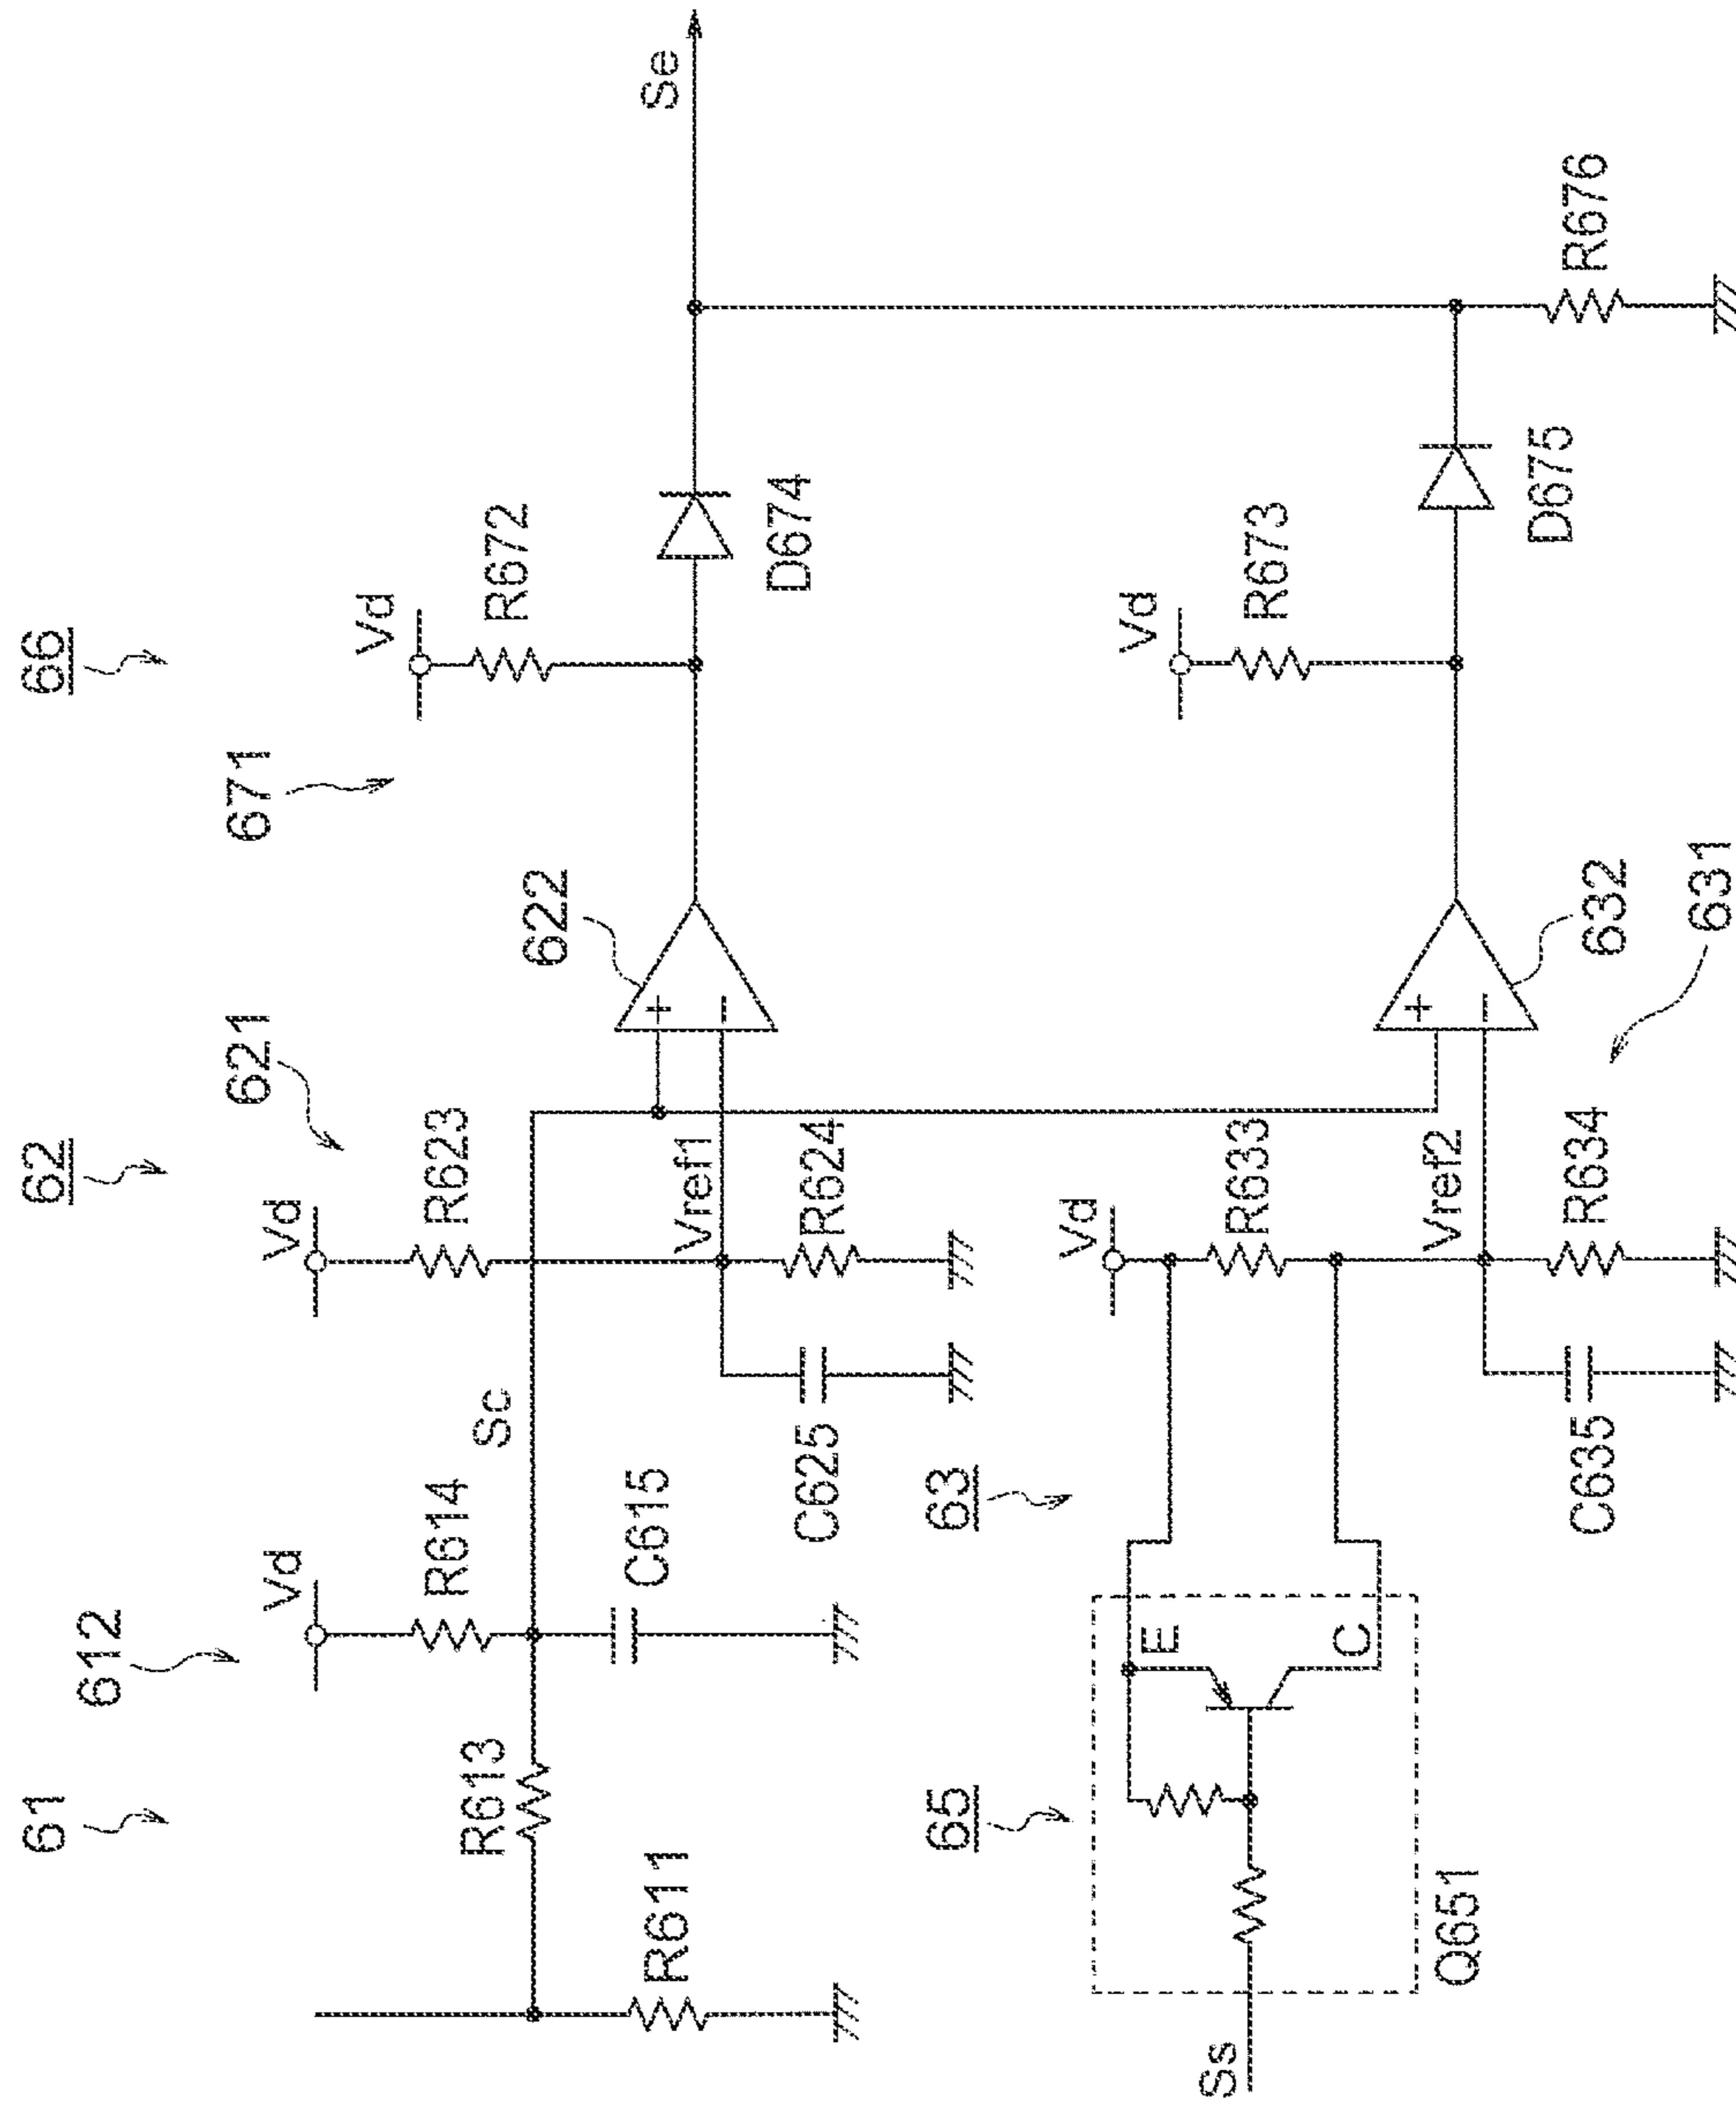 61
612
62
621
66
671
Vd
R614
Vd
R623
Vd
R672
Se
R613
Sc
622
+
−
D674
R611
C615
C625
Vref1
R624
65
63
Vd
R633
Vd
R673
E
C
Ss
Q651
Vref2
+
−
632
D675
C635
R634
631
R676